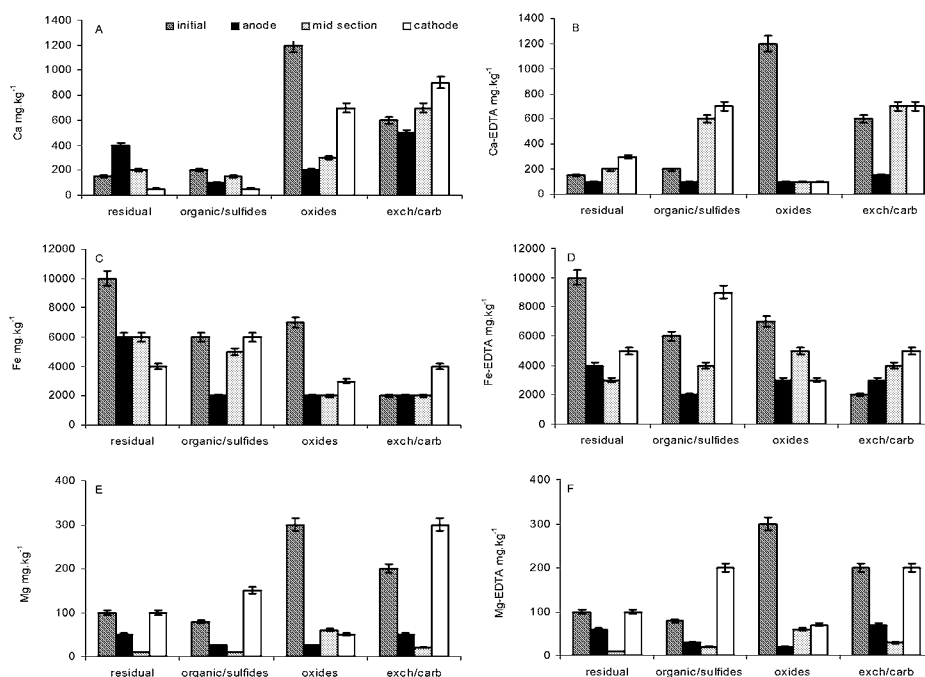 A
initial anode mid section cathode
Ca mg.kg-1
1400
1200
1000
800
600
400
200
0
residual organic/sulfides oxides exch/carb
B
Ca-EDTA mg.kg-1
1400
1200
1000
800
600
400
200
0
residual organic/sulfides oxides exch/carb
C
Fe mg.kg-1
12000
10000
8000
6000
4000
2000
0
residual organic/sulfides oxides exch/carb
D
Fe-EDTA mg.kg-1
12000
10000
8000
6000
4000
2000
0
residual organic/sulfides oxides exch/carb
E
Mg mg.kg-1
400
300
200
100
0
residual organic/sulfides oxides exch/carb
F
Mg-EDTA mg.kg-1
400
300
200
100
0
residual organic/sulfides oxides exch/carb